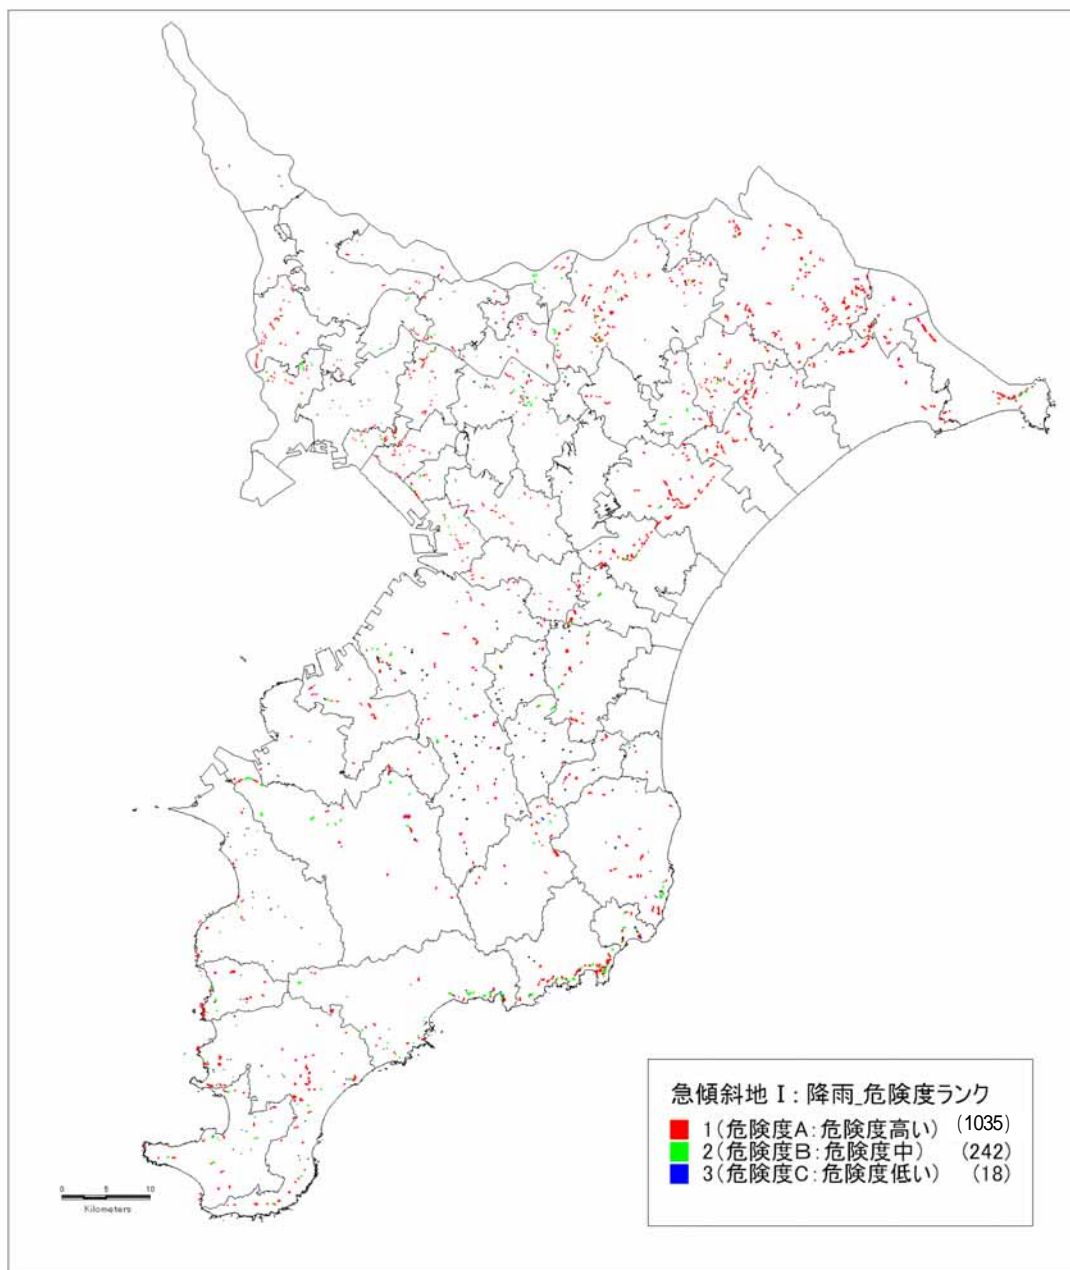 急傾斜地Ⅰ:降雨_危険度ランク
1(危険度A:危険度高い) (1035)
2(危険度B:危険度中) (242)
3(危険度C:危険度低い) (18)
0 5 10
Kilometers